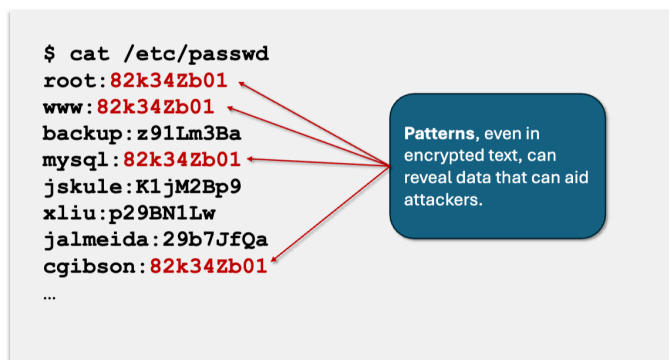 $ cat /etc/passwd
root:82k34Zb01
www:82k34Zb01
backup:z91Lm3Ba
mysql:82k34Zb01
jskule:K1jM2Bp9
xliu:p29BN1Lw
jalmeida:29b7JfQa
cgibson:82k34Zb01
…
Patterns, even in
encrypted text, can
reveal data that can aid
attackers.